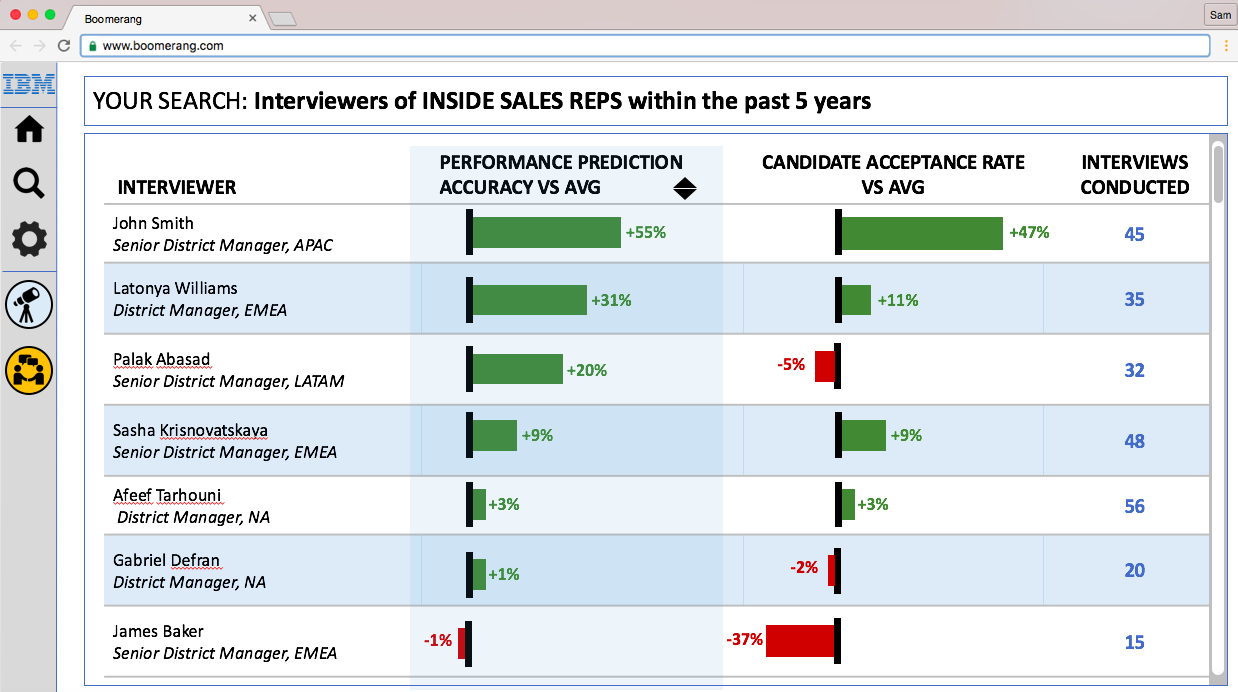 Boomerang
Sam
www.boomerang.com
IBM
YOUR SEARCH: Interviewers of INSIDE SALES REPS within the past 5 years
INTERVIEWER
PERFORMANCE PREDICTION
ACCURACY VS AVG
CANDIDATE ACCEPTANCE RATE
VS AVG
INTERVIEWS
CONDUCTED
John Smith
Senior District Manager, APAC
+55%
+47%
45
Latonya Williams
District Manager, EMEA
+31%
+11%
35
Palak Abasad
Senior District Manager, LATAM
+20%
-5%
32
Sasha Krisnovatskaya
Senior District Manager, EMEA
+9%
+9%
48
Afeef Tarhouni
District Manager, NA
+3%
+3%
56
Gabriel Defran
District Manager, NA
+1%
-2%
20
James Baker
Senior District Manager, EMEA
-1%
-37%
15